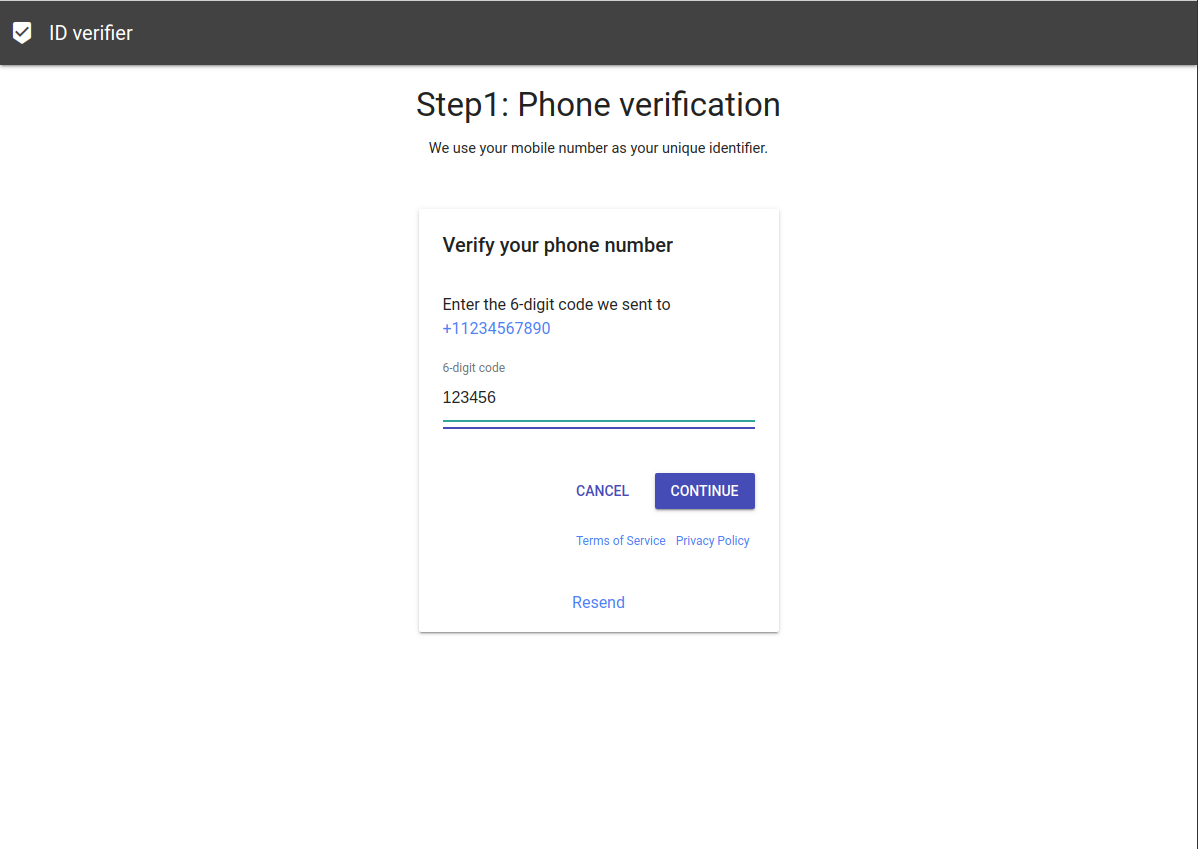 ID verifier
Step1: Phone verification
We use your mobile number as your unique identifier.
Verify your phone number
Enter the 6-digit code we sent to
+11234567890
6-digit code
123456
CANCEL CONTINUE
Terms of Service Privacy Policy
Resend